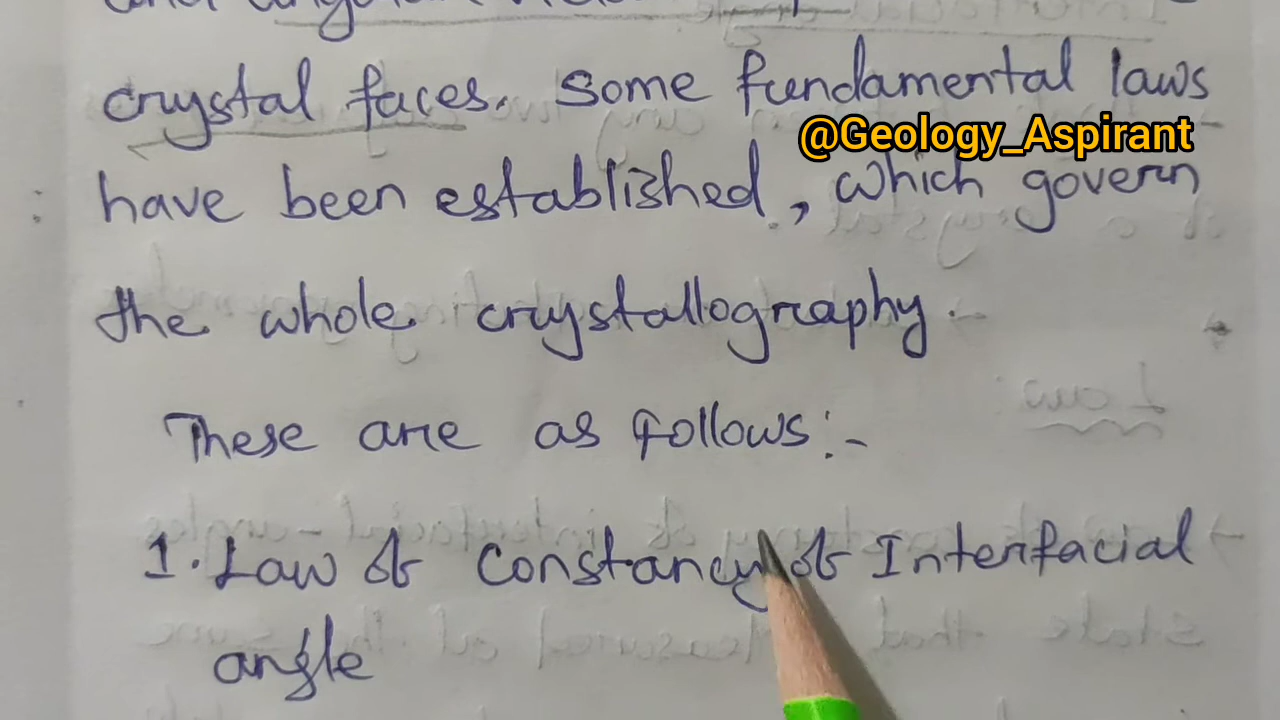 crystal faces. Some fundamental laws
@Geology_Aspirant
have been established, which govern
the whole crystallography.
These are as follows:-
1. Law of Constancy of Interfacial
angle